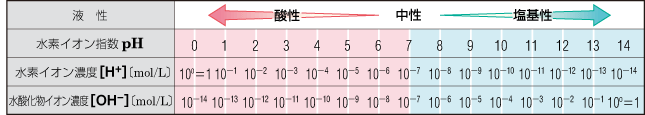 液 性 酸性 中性 塩基性
水素イオン指数 pH 0 1 2 3 4 5 6 7 8 9 10 11 12 13 14
水素イオン濃度[H⁺]〔mol/L〕 10⁰=1 10⁻¹ 10⁻² 10⁻³ 10⁻⁴ 10⁻⁵ 10⁻⁶ 10⁻⁷ 10⁻⁸ 10⁻⁹ 10⁻¹⁰ 10⁻¹¹ 10⁻¹² 10⁻¹³ 10⁻¹⁴
水酸化物イオン濃度[OH⁻]〔mol/L〕 10⁻¹⁴ 10⁻¹³ 10⁻¹² 10⁻¹¹ 10⁻¹⁰ 10⁻⁹ 10⁻⁸ 10⁻⁷ 10⁻⁶ 10⁻⁵ 10⁻⁴ 10⁻³ 10⁻² 10⁻¹ 10⁰=1